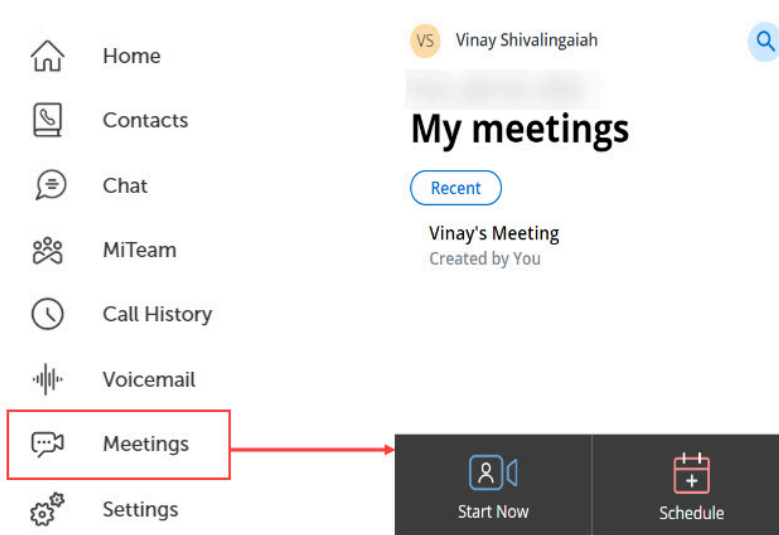 Home
Contacts
Chat
MiTeam
Call History
Voicemail
Meetings
Settings
VS Vinay Shivalingaiah
My meetings
Recent
Vinay's Meeting
Created by You
Start Now
Schedule